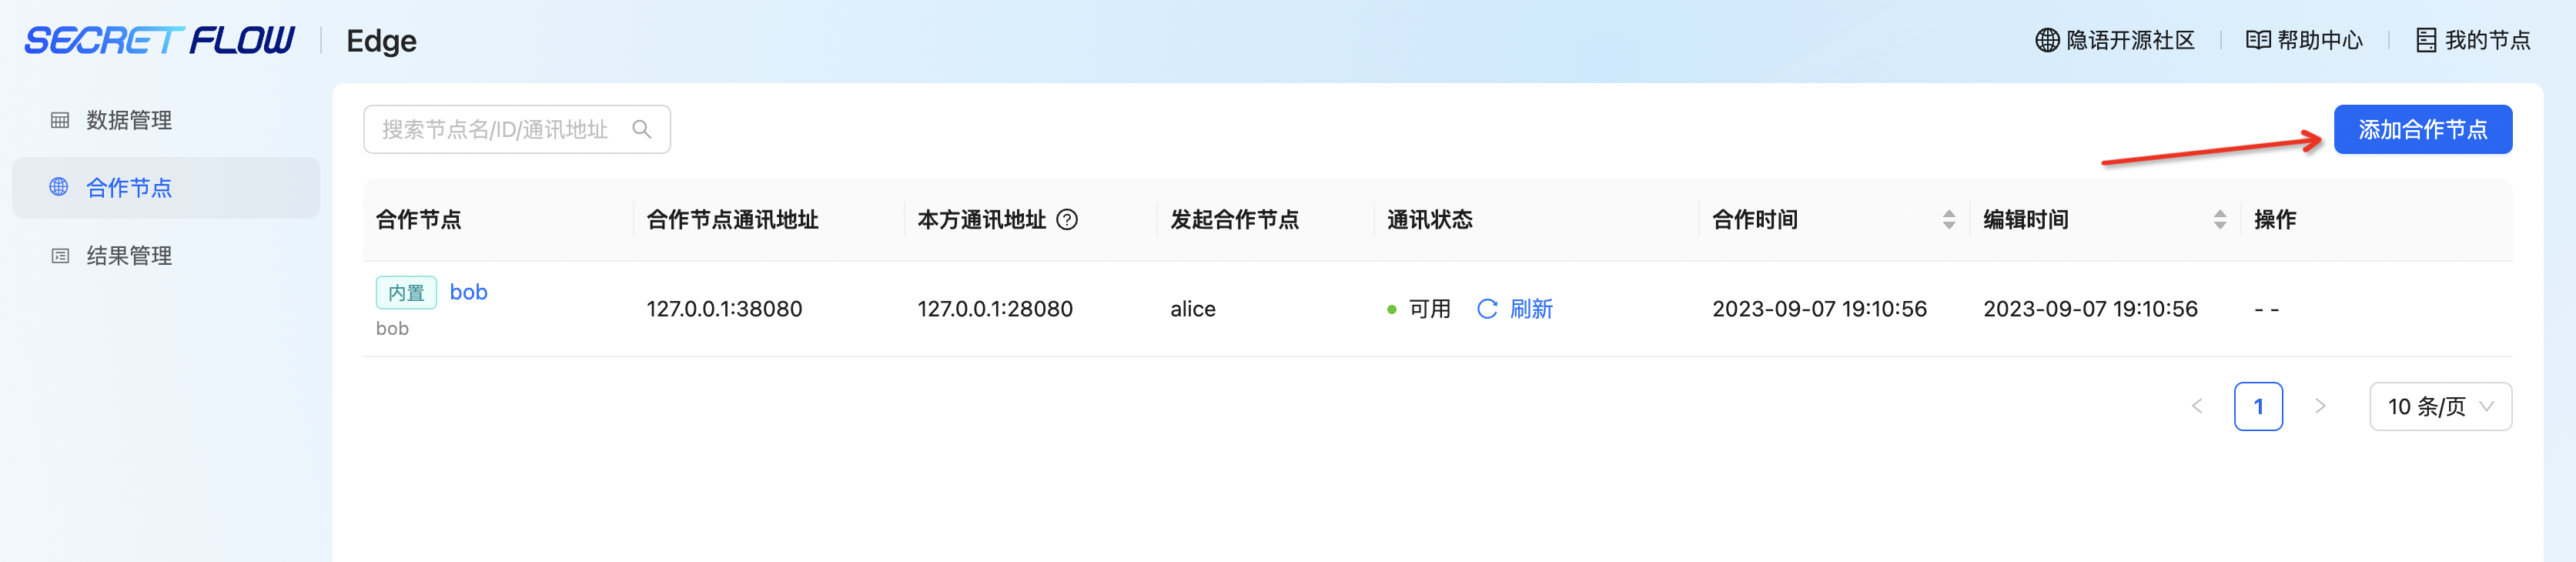 SECRET FLOW Edge 隐语开源社区 帮助中心 我的节点
数据管理
合作节点
结果管理
搜索节点名/ID/通讯地址 添加合作节点
合作节点 合作节点通讯地址 本方通讯地址 发起合作节点 通讯状态 合作时间 编辑时间 操作
内置 bob
bob
127.0.0.1:38080 127.0.0.1:28080 alice 可用 刷新 2023-09-07 19:10:56 2023-09-07 19:10:56 - -
< 1 > 10 条/页